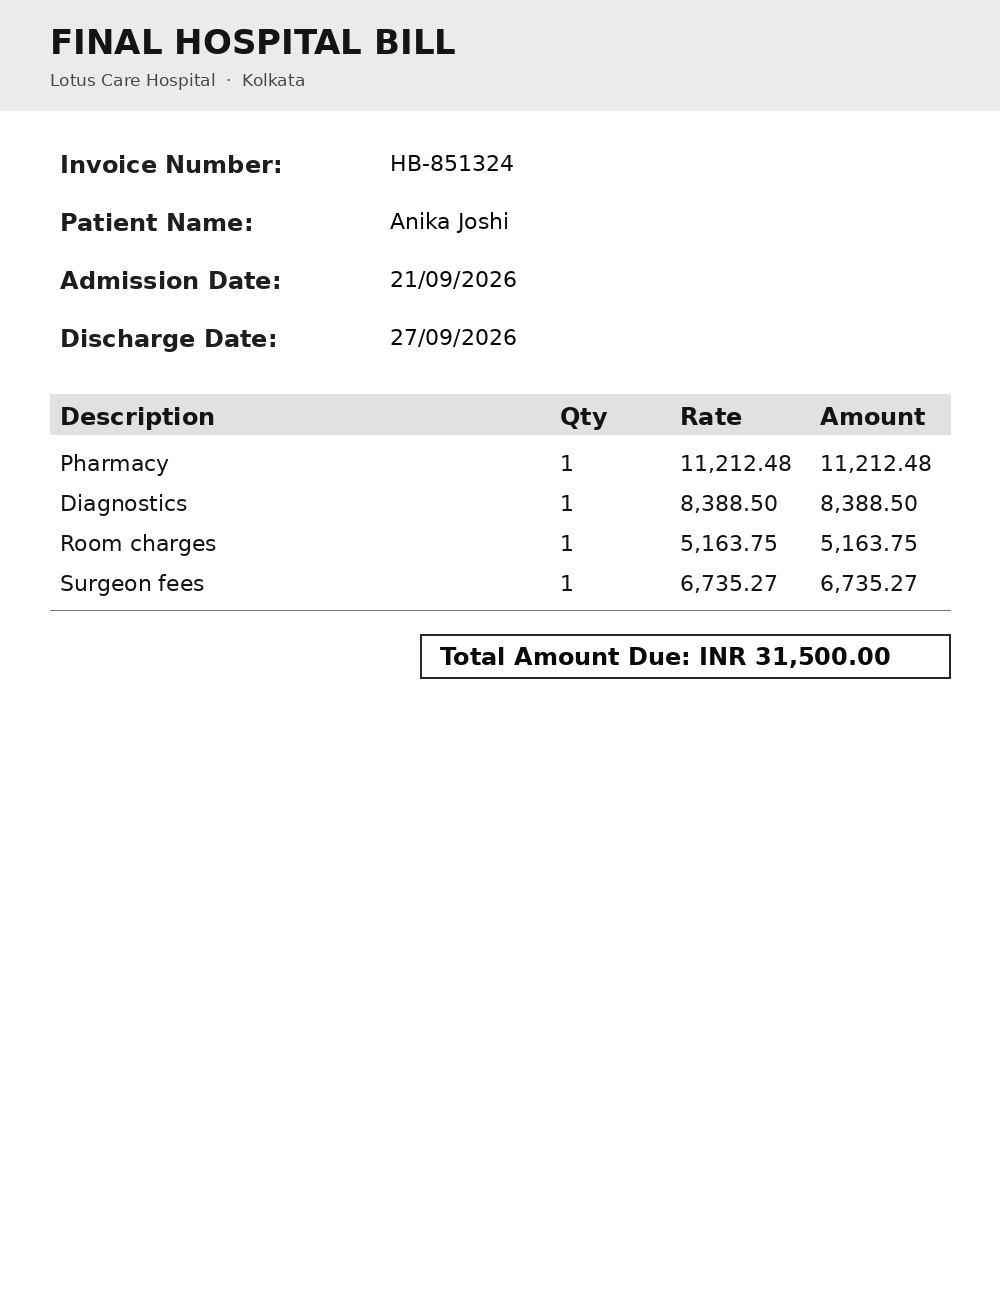 FINAL HOSPITAL BILL
Lotus Care Hospital · Kolkata
Invoice Number: HB-851324
Patient Name: Anika Joshi
Admission Date: 21/09/2026
Discharge Date: 27/09/2026
Description Qty Rate Amount
Pharmacy 1 11,212.48 11,212.48
Diagnostics 1 8,388.50 8,388.50
Room charges 1 5,163.75 5,163.75
Surgeon fees 1 6,735.27 6,735.27
Total Amount Due: INR 31,500.00